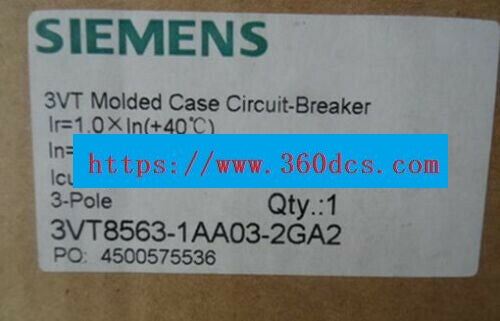 SIEMENS
3VT Molded Case Circuit-Breaker
Ir=1.0×In(+40℃)
In=
https://www.360dcs.com
Icu
3-Pole Qty.:1
3VT8563-1AA03-2GA2
PO: 4500575536